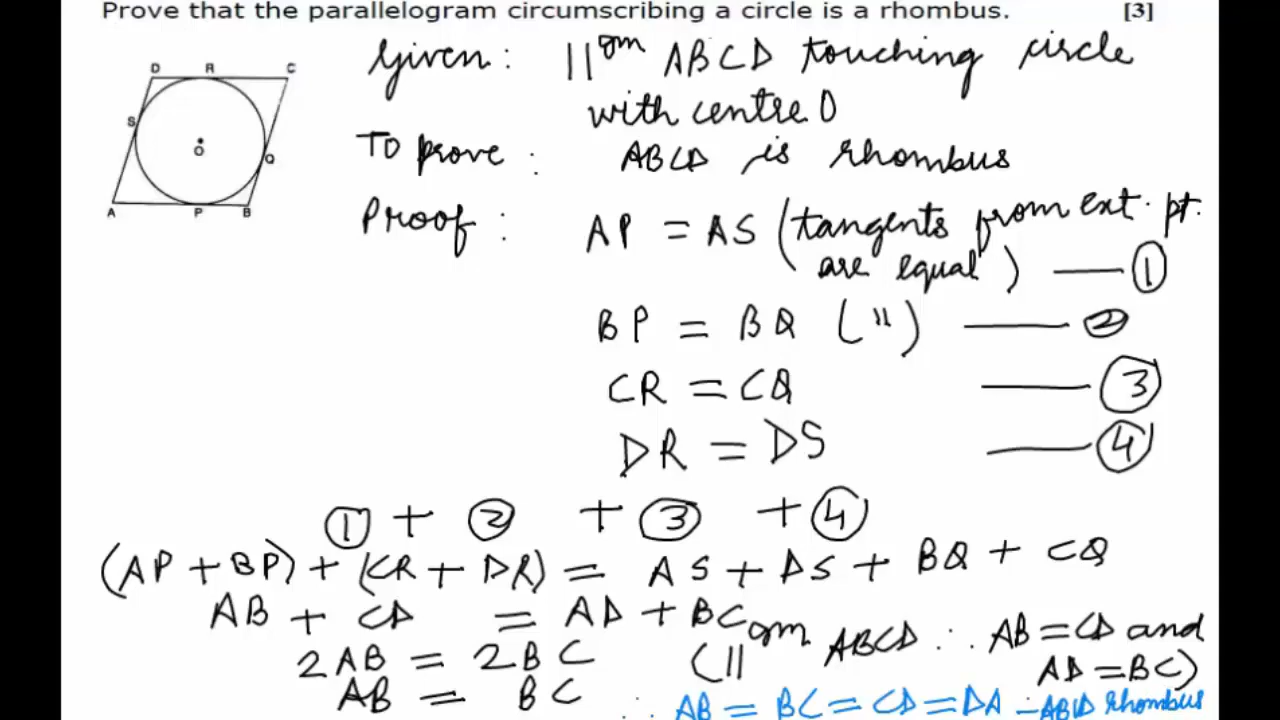 Prove that the parallelogram circumscribing a circle is a rhombus. [3]
D R C
S
O
Q
A P B
Given : ||gm ABCD touching circle
with centre O
To prove : ABCD is rhombus
Proof : AP = AS (tangents from ext. pt.
are equal) — ①
BP = BQ ( " ) — ②
CR = CQ — ③
DR = DS — ④
① + ② + ③ + ④
(AP + BP) + (CR + DR) = AS + DS + BQ + CQ
AB + CD = AD + BC
2AB = 2BC (||gm ABCD ∴ AB = CD and
AD = BC)
AB = BC
∴ AB = BC = CD = DA - ABCD rhombus